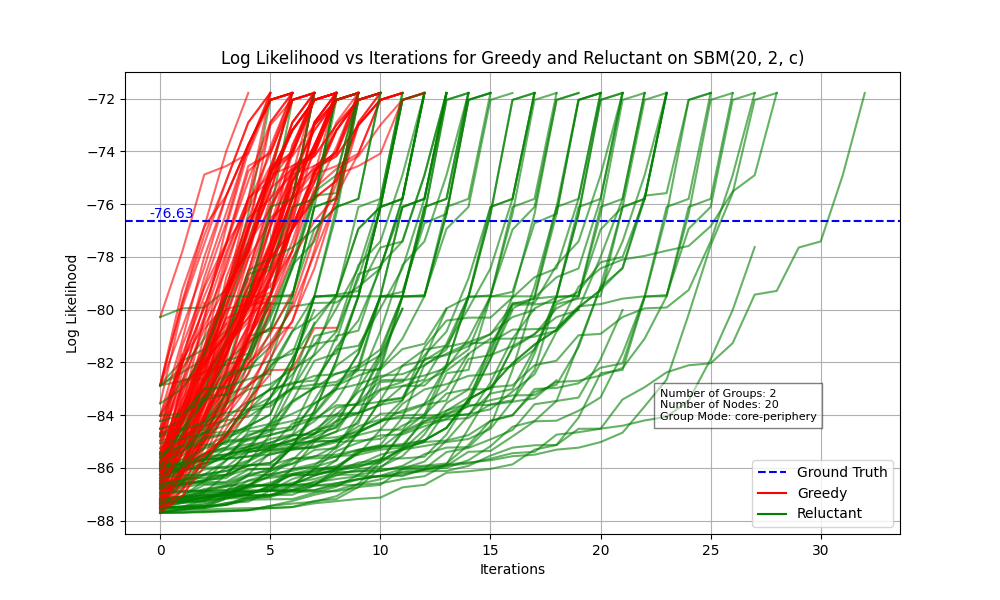 Log Likelihood vs Iterations for Greedy and Reluctant on SBM(20, 2, c)
Log Likelihood
−72
−74
−76
−78
−80
−82
−84
−86
−88
-76.63
Number of Groups: 2
Number of Nodes: 20
Group Mode: core-periphery
Ground Truth
Greedy
Reluctant
0
5
10
15
20
25
30
Iterations